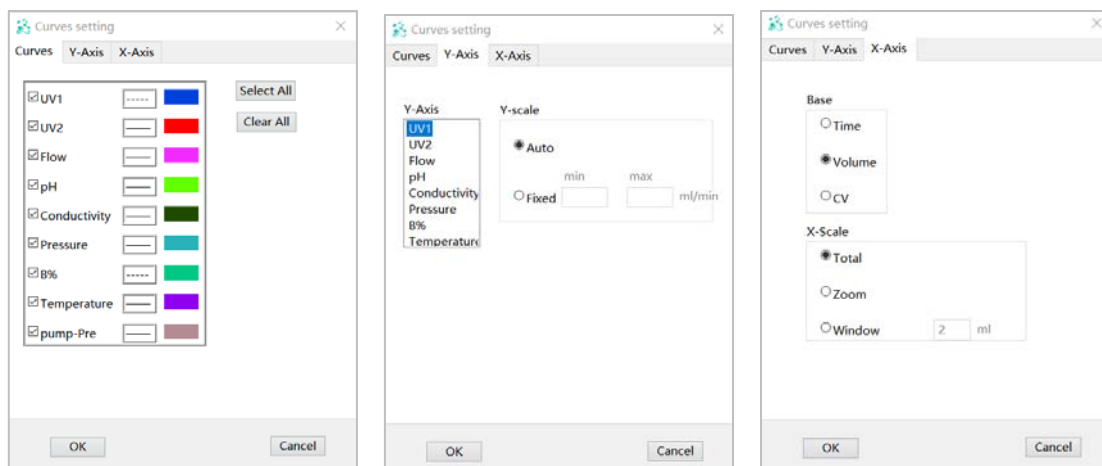 Curves setting
Curves Y-Axis X-Axis
UV1
UV2
Flow
pH
Conductivity
Pressure
B%
Temperature
pump-Pre
Select All
Clear All
OK Cancel
Curves setting
Curves Y-Axis X-Axis
Y-Axis
UV1
UV2
Flow
pH
Conductivity
Pressure
B%
Temperature
Y-scale
Auto
min max
Fixed ml/min
OK Cancel
Curves setting
Curves Y-Axis X-Axis
Base
Time
Volume
CV
X-Scale
Total
Zoom
Window 2 ml
OK Cancel